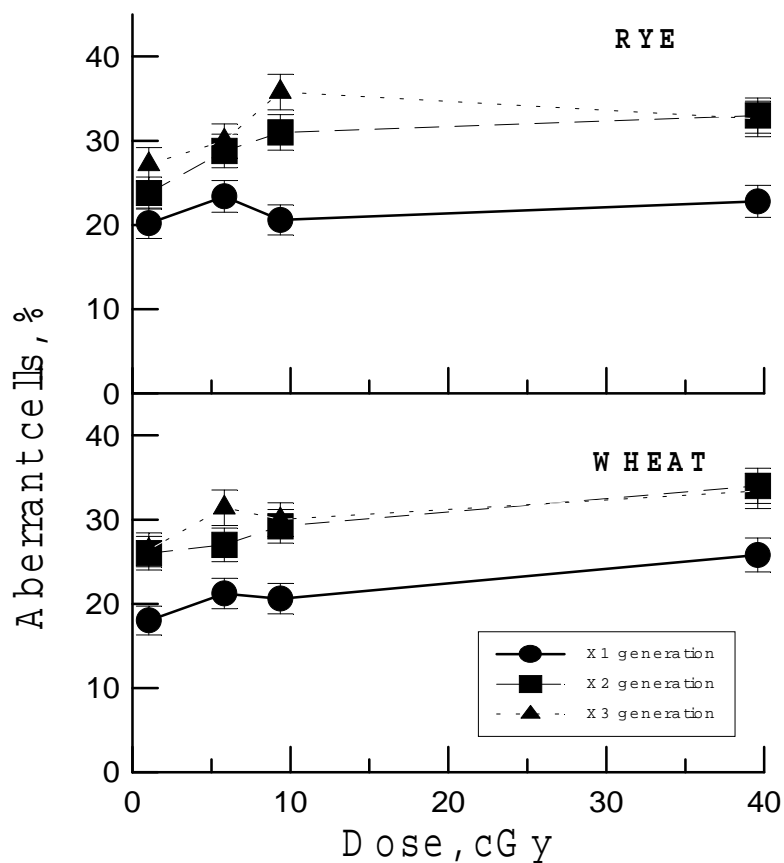 RYE
40
30
20
10
0
WHEAT
40
30
20
10
0
Aberrant cells, %
X1 generation
X2 generation
X3 generation
0 10 20 30 40
Dose, cGy